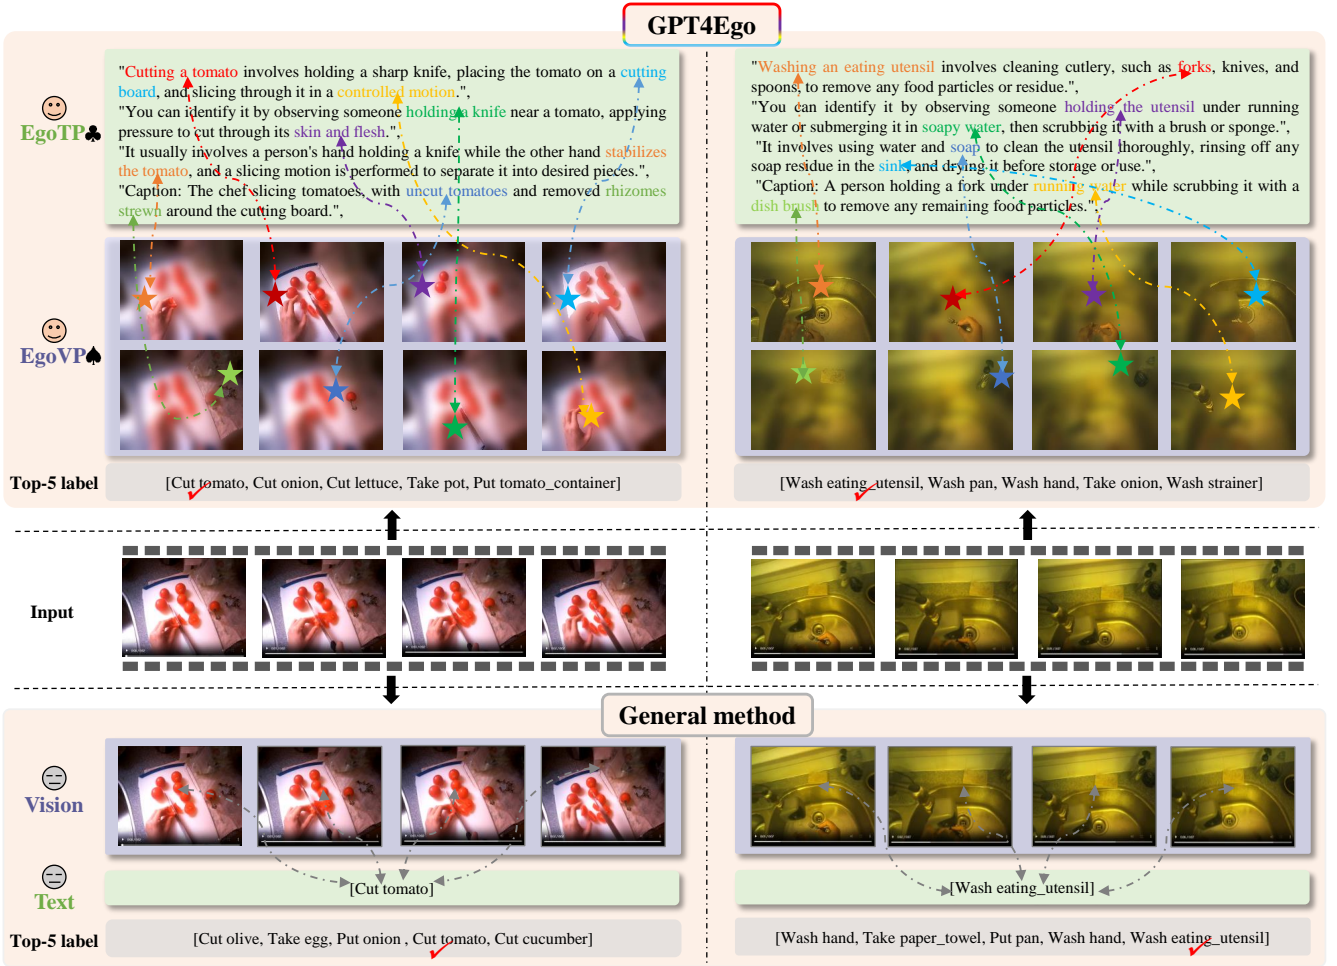 GPT4Ego
EgoTP♣
"Cutting a tomato involves holding a sharp knife, placing the tomato on a cutting
board, and slicing through it in a controlled motion.",
"You can identify it by observing someone holding a knife near a tomato, applying
pressure to cut through its skin and flesh.",
"It usually involves a person's hand holding a knife while the other hand stabilizes
the tomato, and a slicing motion is performed to separate it into desired pieces.",
"Caption: The chef slicing tomatoes, with uncut tomatoes and removed rhizomes
strewn around the cutting board.",
"Washing an eating utensil involves cleaning cutlery, such as forks, knives, and
spoons, to remove any food particles or residue.",
"You can identify it by observing someone holding the utensil under running
water or submerging it in soapy water, then scrubbing it with a brush or sponge.",
"It involves using water and soap to clean the utensil thoroughly, rinsing off any
soap residue in the sink, and drying it before storage or use.",
"Caption: A person holding a fork under running water while scrubbing it with a
dish brush to remove any remaining food particles.",
EgoVP♠
Top-5 label
[Cut tomato, Cut onion, Cut lettuce, Take pot, Put tomato_container]
[Wash eating_utensil, Wash pan, Wash hand, Take onion, Wash strainer]
Input
General method
Vision
Text
[Cut tomato]
[Wash eating_utensil]
Top-5 label
[Cut olive, Take egg, Put onion , Cut tomato, Cut cucumber]
[Wash hand, Take paper_towel, Put pan, Wash hand, Wash eating_utensil]